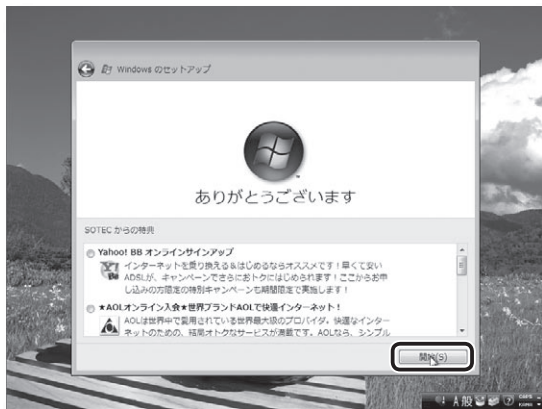 Windows のセットアップ
ありがとうございます
SOTEC からの特典
Yahoo! BB オンラインサインアップ
インターネットを乗り換える&はじめるならオススメです!早くて安い
ADSLが、キャンペーンでさらにおトクにはじめられます!ここからお申
し込みの方限定の特別キャンペーンも期間限定で実施します!
★AOLオンライン入会★世界ブランドAOLで快適インターネット!
AOLは世界中で愛用されている世界最大級のプロバイダ。快適なインター
ネットのための、結局オトクなサービスが満載です。AOLなら、シンプル
開始(S)
A 般
CAPS
KANA